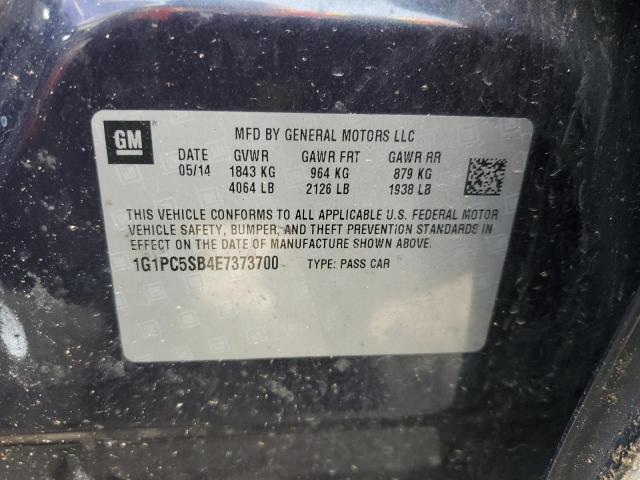 GM
MFD BY GENERAL MOTORS LLC
DATE GVWR GAWR FRT GAWR RR
05/14 1843 KG 964 KG 879 KG
4064 LB 2126 LB 1938 LB
THIS VEHICLE CONFORMS TO ALL APPLICABLE U.S. FEDERAL MOTOR
VEHICLE SAFETY, BUMPER, AND THEFT PREVENTION STANDARDS IN
EFFECT ON THE DATE OF MANUFACTURE SHOWN ABOVE.
1G1PC5SB4E7373700 TYPE: PASS CAR